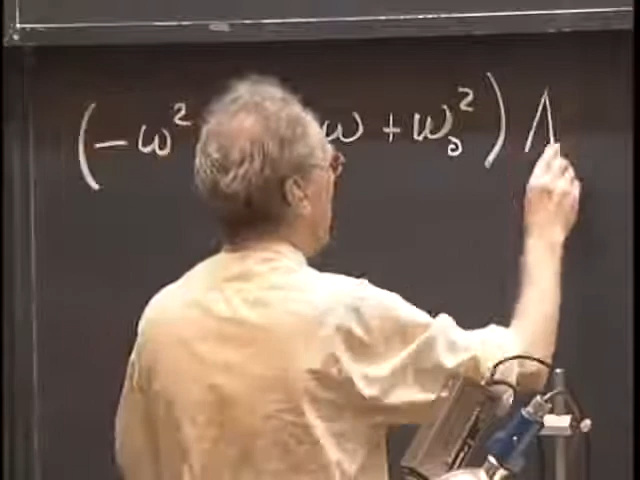 (-ω² ω + ω₀²) Λ